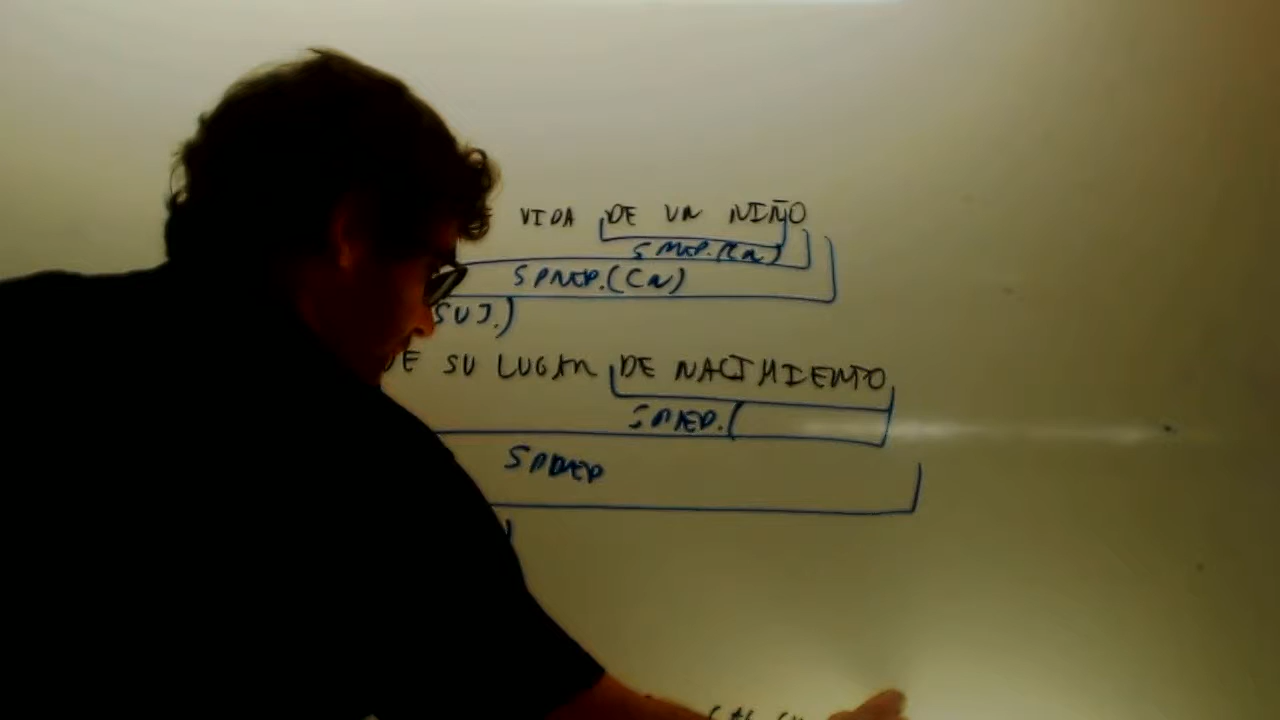 VIDA DE UN NIÑO
S PREP. (CN)
S PREP. (CN)
SUJ.)
DE SU LUGAR DE NACIMIENTO
S PREP. (
S PREP